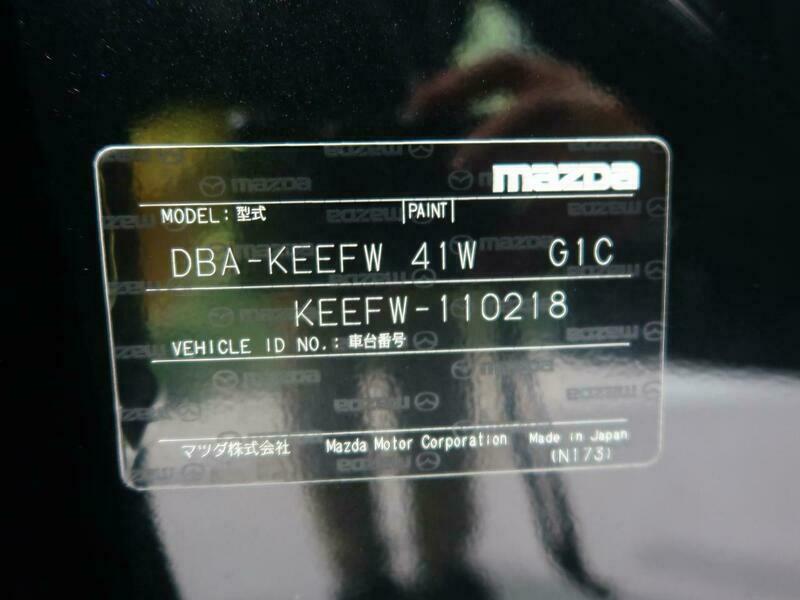 mazda
MODEL: 型式 PAINT
DBA-KEEFW 41W G1C
KEEFW-110218
VEHICLE ID NO.: 車台番号
マツダ株式会社 Mazda Motor Corporation Made in Japan
(N173)